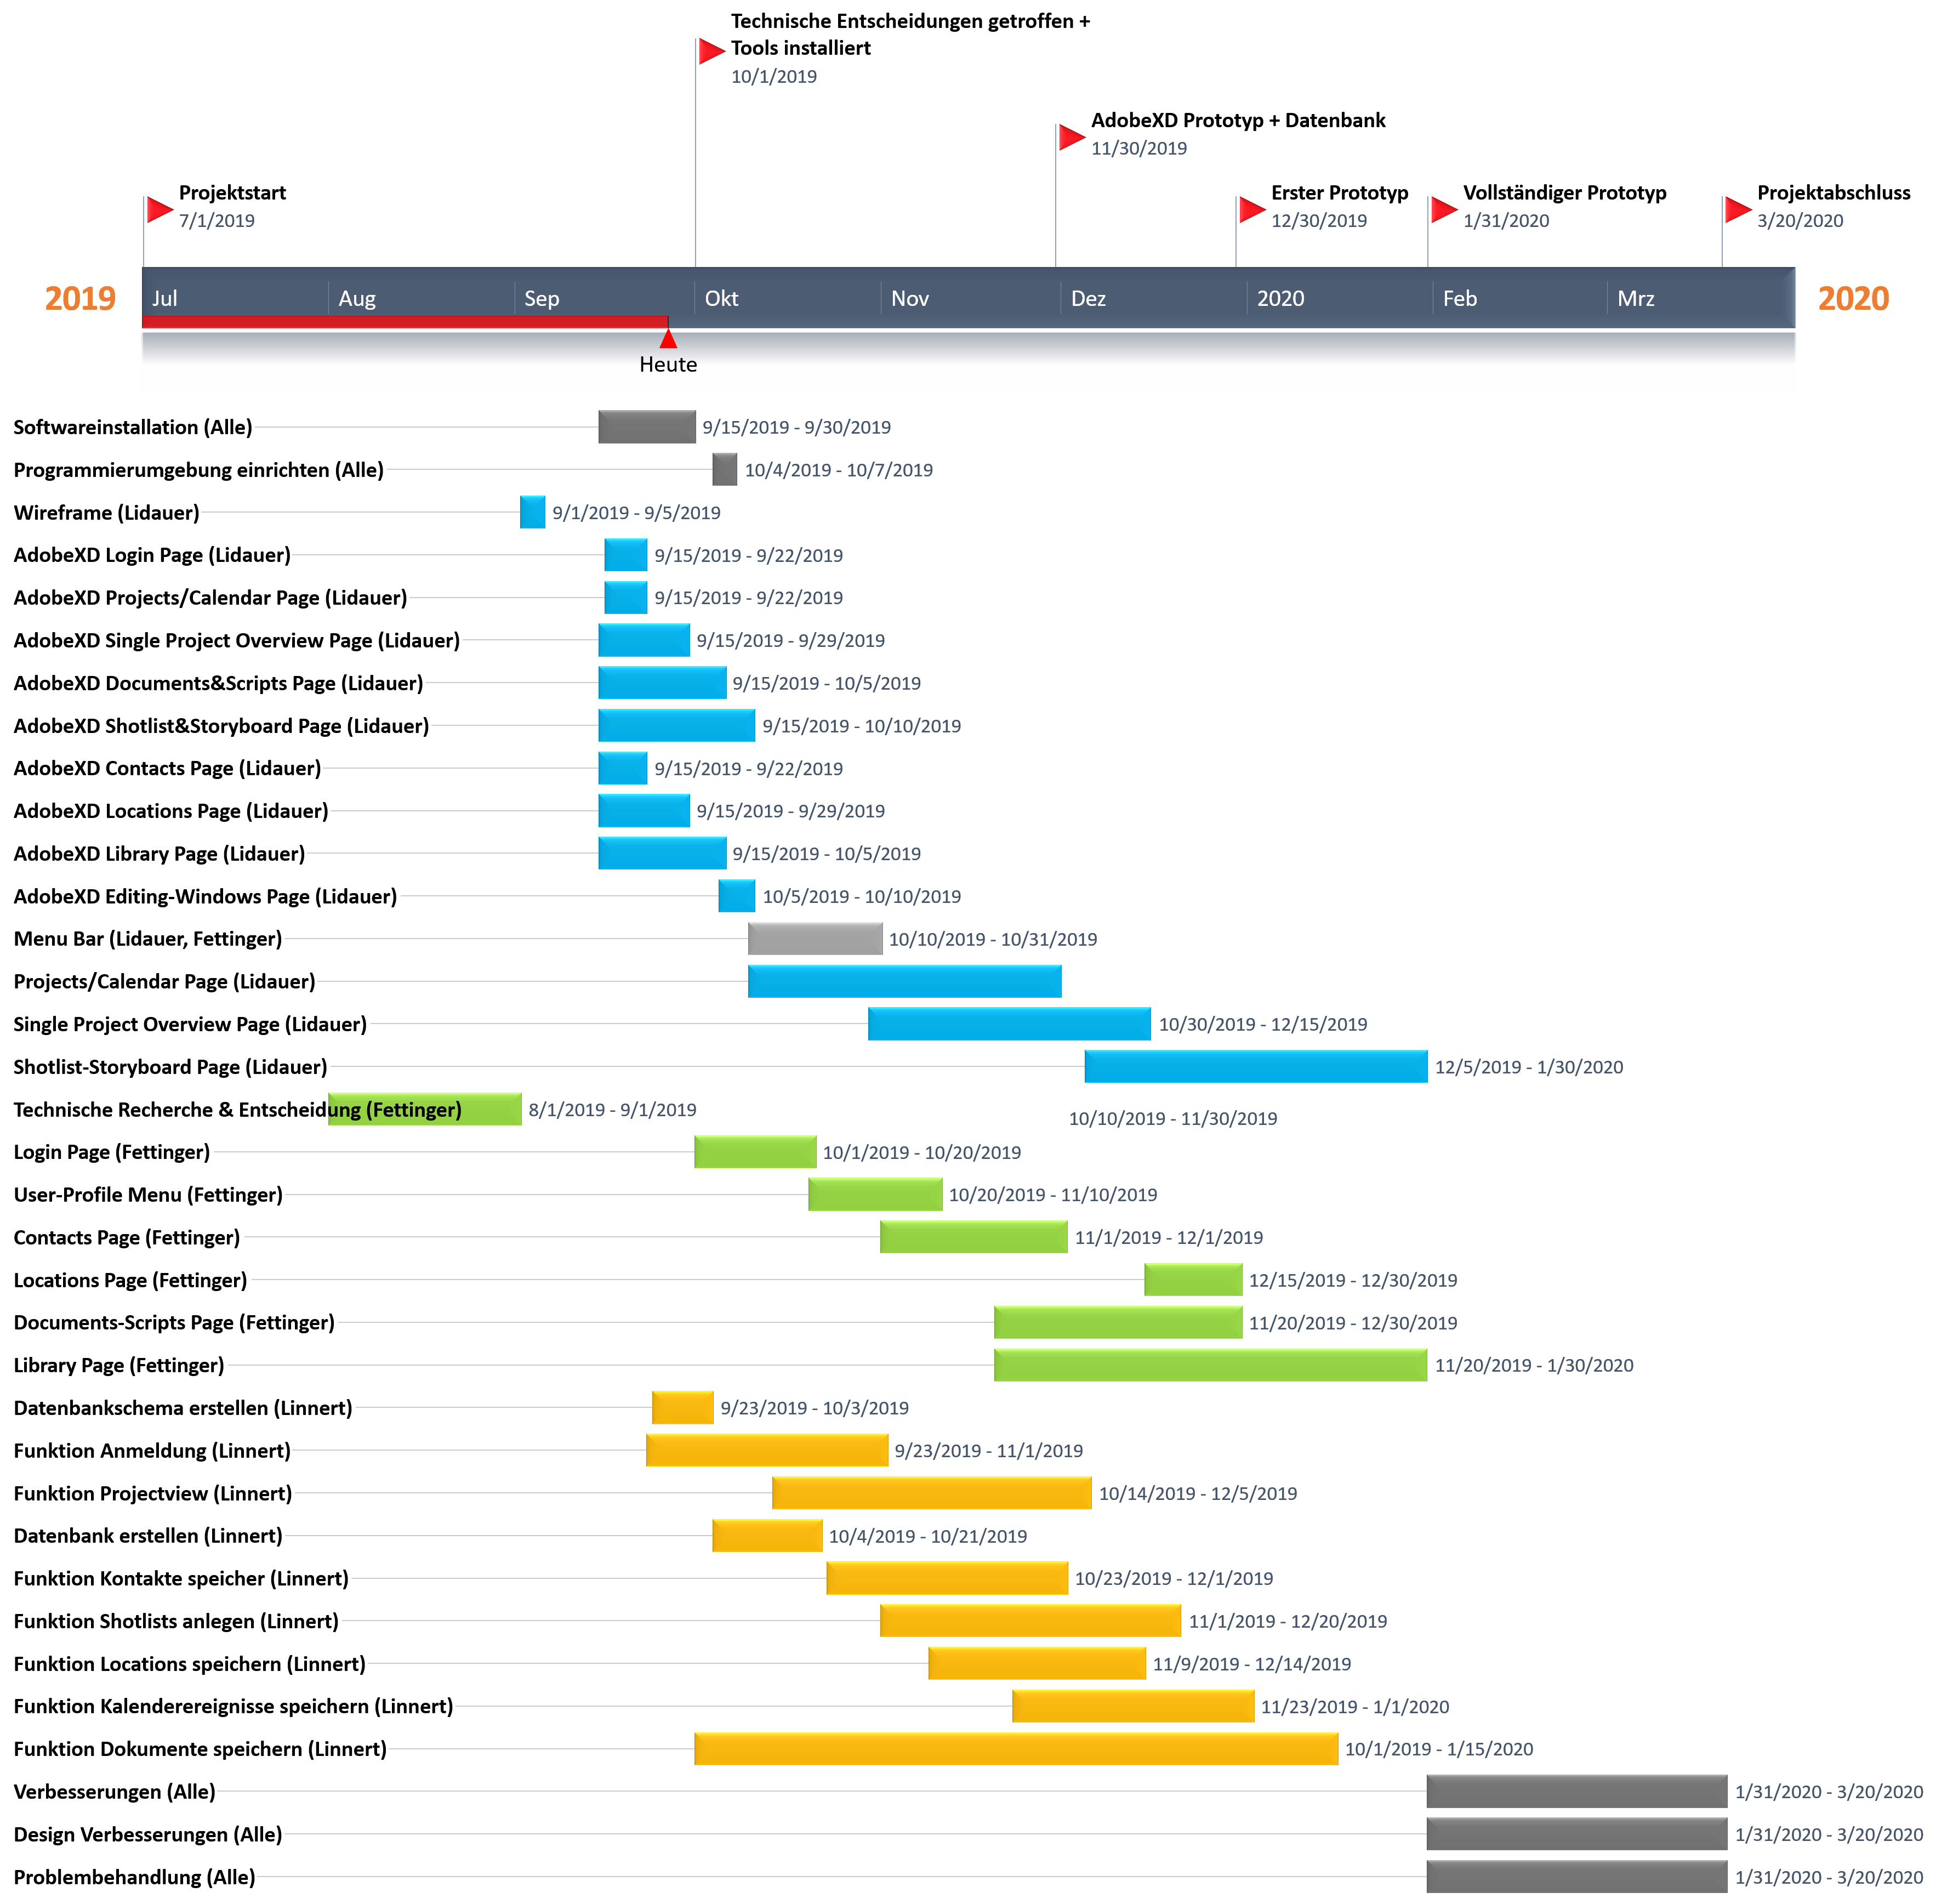 Technische Entscheidungen getroffen +
Tools installiert
10/1/2019
AdobeXD Prototyp + Datenbank
11/30/2019
Projektstart
7/1/2019
Erster Prototyp
12/30/2019
Vollständiger Prototyp
1/31/2020
Projektabschluss
3/20/2020
2019 Jul Aug Sep Okt Nov Dez 2020 Feb Mrz 2020
Heute
Softwareinstallation (Alle) 9/15/2019 - 9/30/2019
Programmierumgebung einrichten (Alle) 10/4/2019 - 10/7/2019
Wireframe (Lidauer) 9/1/2019 - 9/5/2019
AdobeXD Login Page (Lidauer) 9/15/2019 - 9/22/2019
AdobeXD Projects/Calendar Page (Lidauer) 9/15/2019 - 9/22/2019
AdobeXD Single Project Overview Page (Lidauer) 9/15/2019 - 9/29/2019
AdobeXD Documents&Scripts Page (Lidauer) 9/15/2019 - 10/5/2019
AdobeXD Shotlist&Storyboard Page (Lidauer) 9/15/2019 - 10/10/2019
AdobeXD Contacts Page (Lidauer) 9/15/2019 - 9/22/2019
AdobeXD Locations Page (Lidauer) 9/15/2019 - 9/29/2019
AdobeXD Library Page (Lidauer) 9/15/2019 - 10/5/2019
AdobeXD Editing-Windows Page (Lidauer) 10/5/2019 - 10/10/2019
Menu Bar (Lidauer, Fettinger) 10/10/2019 - 10/31/2019
Projects/Calendar Page (Lidauer)
Single Project Overview Page (Lidauer) 10/30/2019 - 12/15/2019
Shotlist-Storyboard Page (Lidauer) 12/5/2019 - 1/30/2020
Technische Recherche & Entscheidung (Fettinger) 8/1/2019 - 9/1/2019
10/10/2019 - 11/30/2019
Login Page (Fettinger) 10/1/2019 - 10/20/2019
User-Profile Menu (Fettinger) 10/20/2019 - 11/10/2019
Contacts Page (Fettinger) 11/1/2019 - 12/1/2019
Locations Page (Fettinger) 12/15/2019 - 12/30/2019
Documents-Scripts Page (Fettinger) 11/20/2019 - 12/30/2019
Library Page (Fettinger) 11/20/2019 - 1/30/2020
Datenbankschema erstellen (Linnert) 9/23/2019 - 10/3/2019
Funktion Anmeldung (Linnert) 9/23/2019 - 11/1/2019
Funktion Projectview (Linnert) 10/14/2019 - 12/5/2019
Datenbank erstellen (Linnert) 10/4/2019 - 10/21/2019
Funktion Kontakte speicher (Linnert) 10/23/2019 - 12/1/2019
Funktion Shotlists anlegen (Linnert) 11/1/2019 - 12/20/2019
Funktion Locations speichern (Linnert) 11/9/2019 - 12/14/2019
Funktion Kalenderereignisse speichern (Linnert) 11/23/2019 - 1/1/2020
Funktion Dokumente speichern (Linnert) 10/1/2019 - 1/15/2020
Verbesserungen (Alle) 1/31/2020 - 3/20/2020
Design Verbesserungen (Alle) 1/31/2020 - 3/20/2020
Problembehandlung (Alle) 1/31/2020 - 3/20/2020